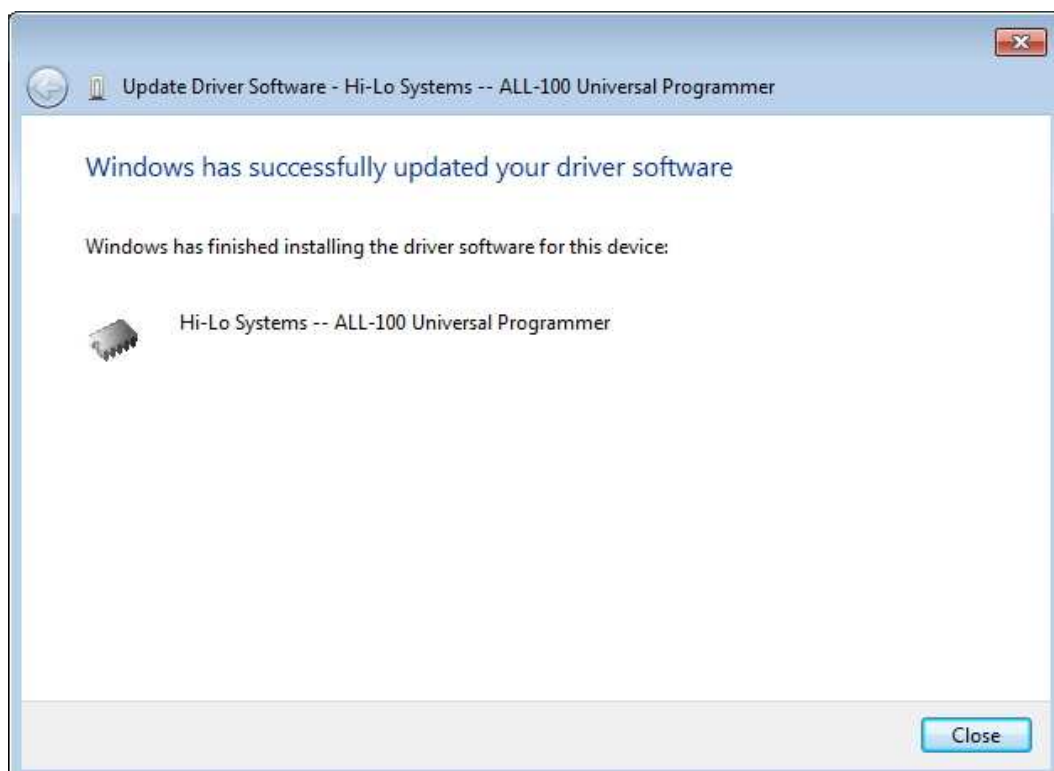 Update Driver Software - Hi-Lo Systems -- ALL-100 Universal Programmer
Windows has successfully updated your driver software
Windows has finished installing the driver software for this device:
Hi-Lo Systems -- ALL-100 Universal Programmer
Close